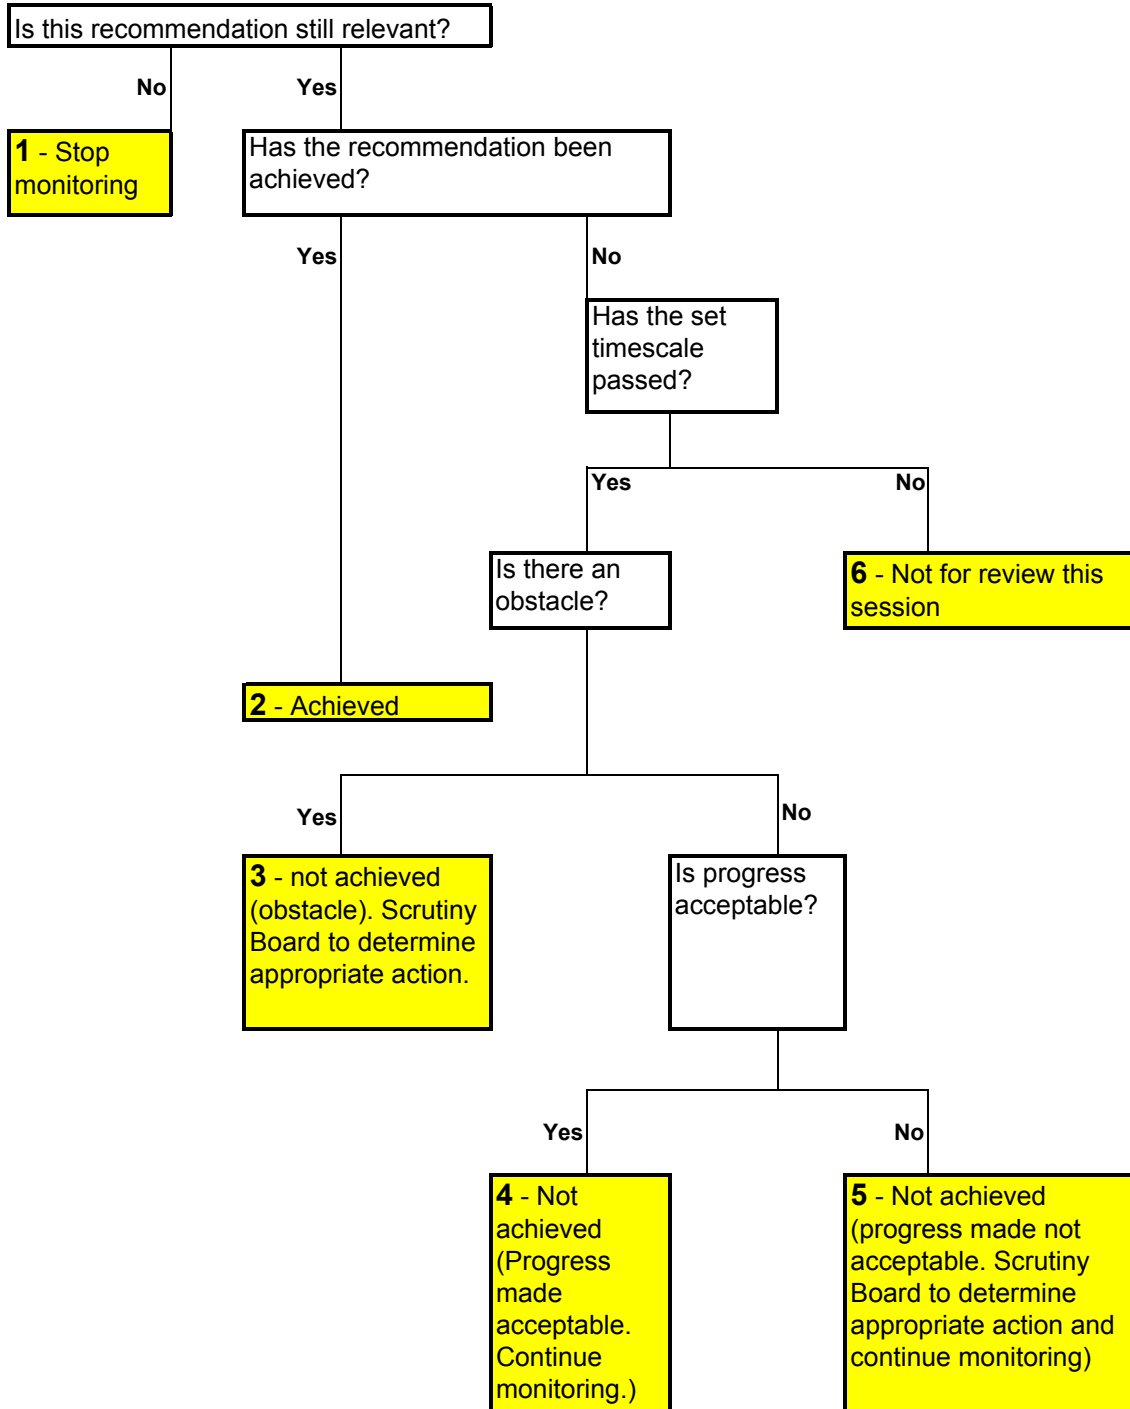 Is this recommendation still relevant?
No
Yes
1 - Stop
monitoring
Has the recommendation been
achieved?
Yes
No
Has the set
timescale
passed?
Yes
No
Is there an
obstacle?
6 - Not for review this
session
2 - Achieved
Yes
No
3 - not achieved
(obstacle). Scrutiny
Board to determine
appropriate action.
Is progress
acceptable?
Yes
No
4 - Not
achieved
(Progress
made
acceptable.
Continue
monitoring.)
5 - Not achieved
(progress made not
acceptable. Scrutiny
Board to determine
appropriate action and
continue monitoring)